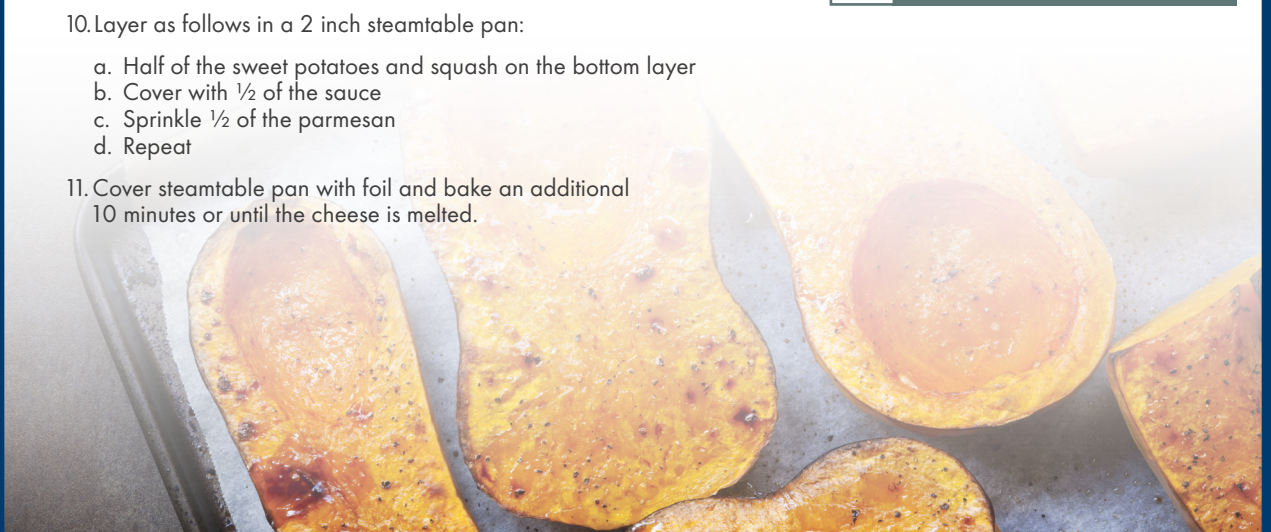 10. Layer as follows in a 2 inch steamtable pan:
a. Half of the sweet potatoes and squash on the bottom layer
b. Cover with ½ of the sauce
c. Sprinkle ½ of the parmesan
d. Repeat
11. Cover steamtable pan with foil and bake an additional
10 minutes or until the cheese is melted.